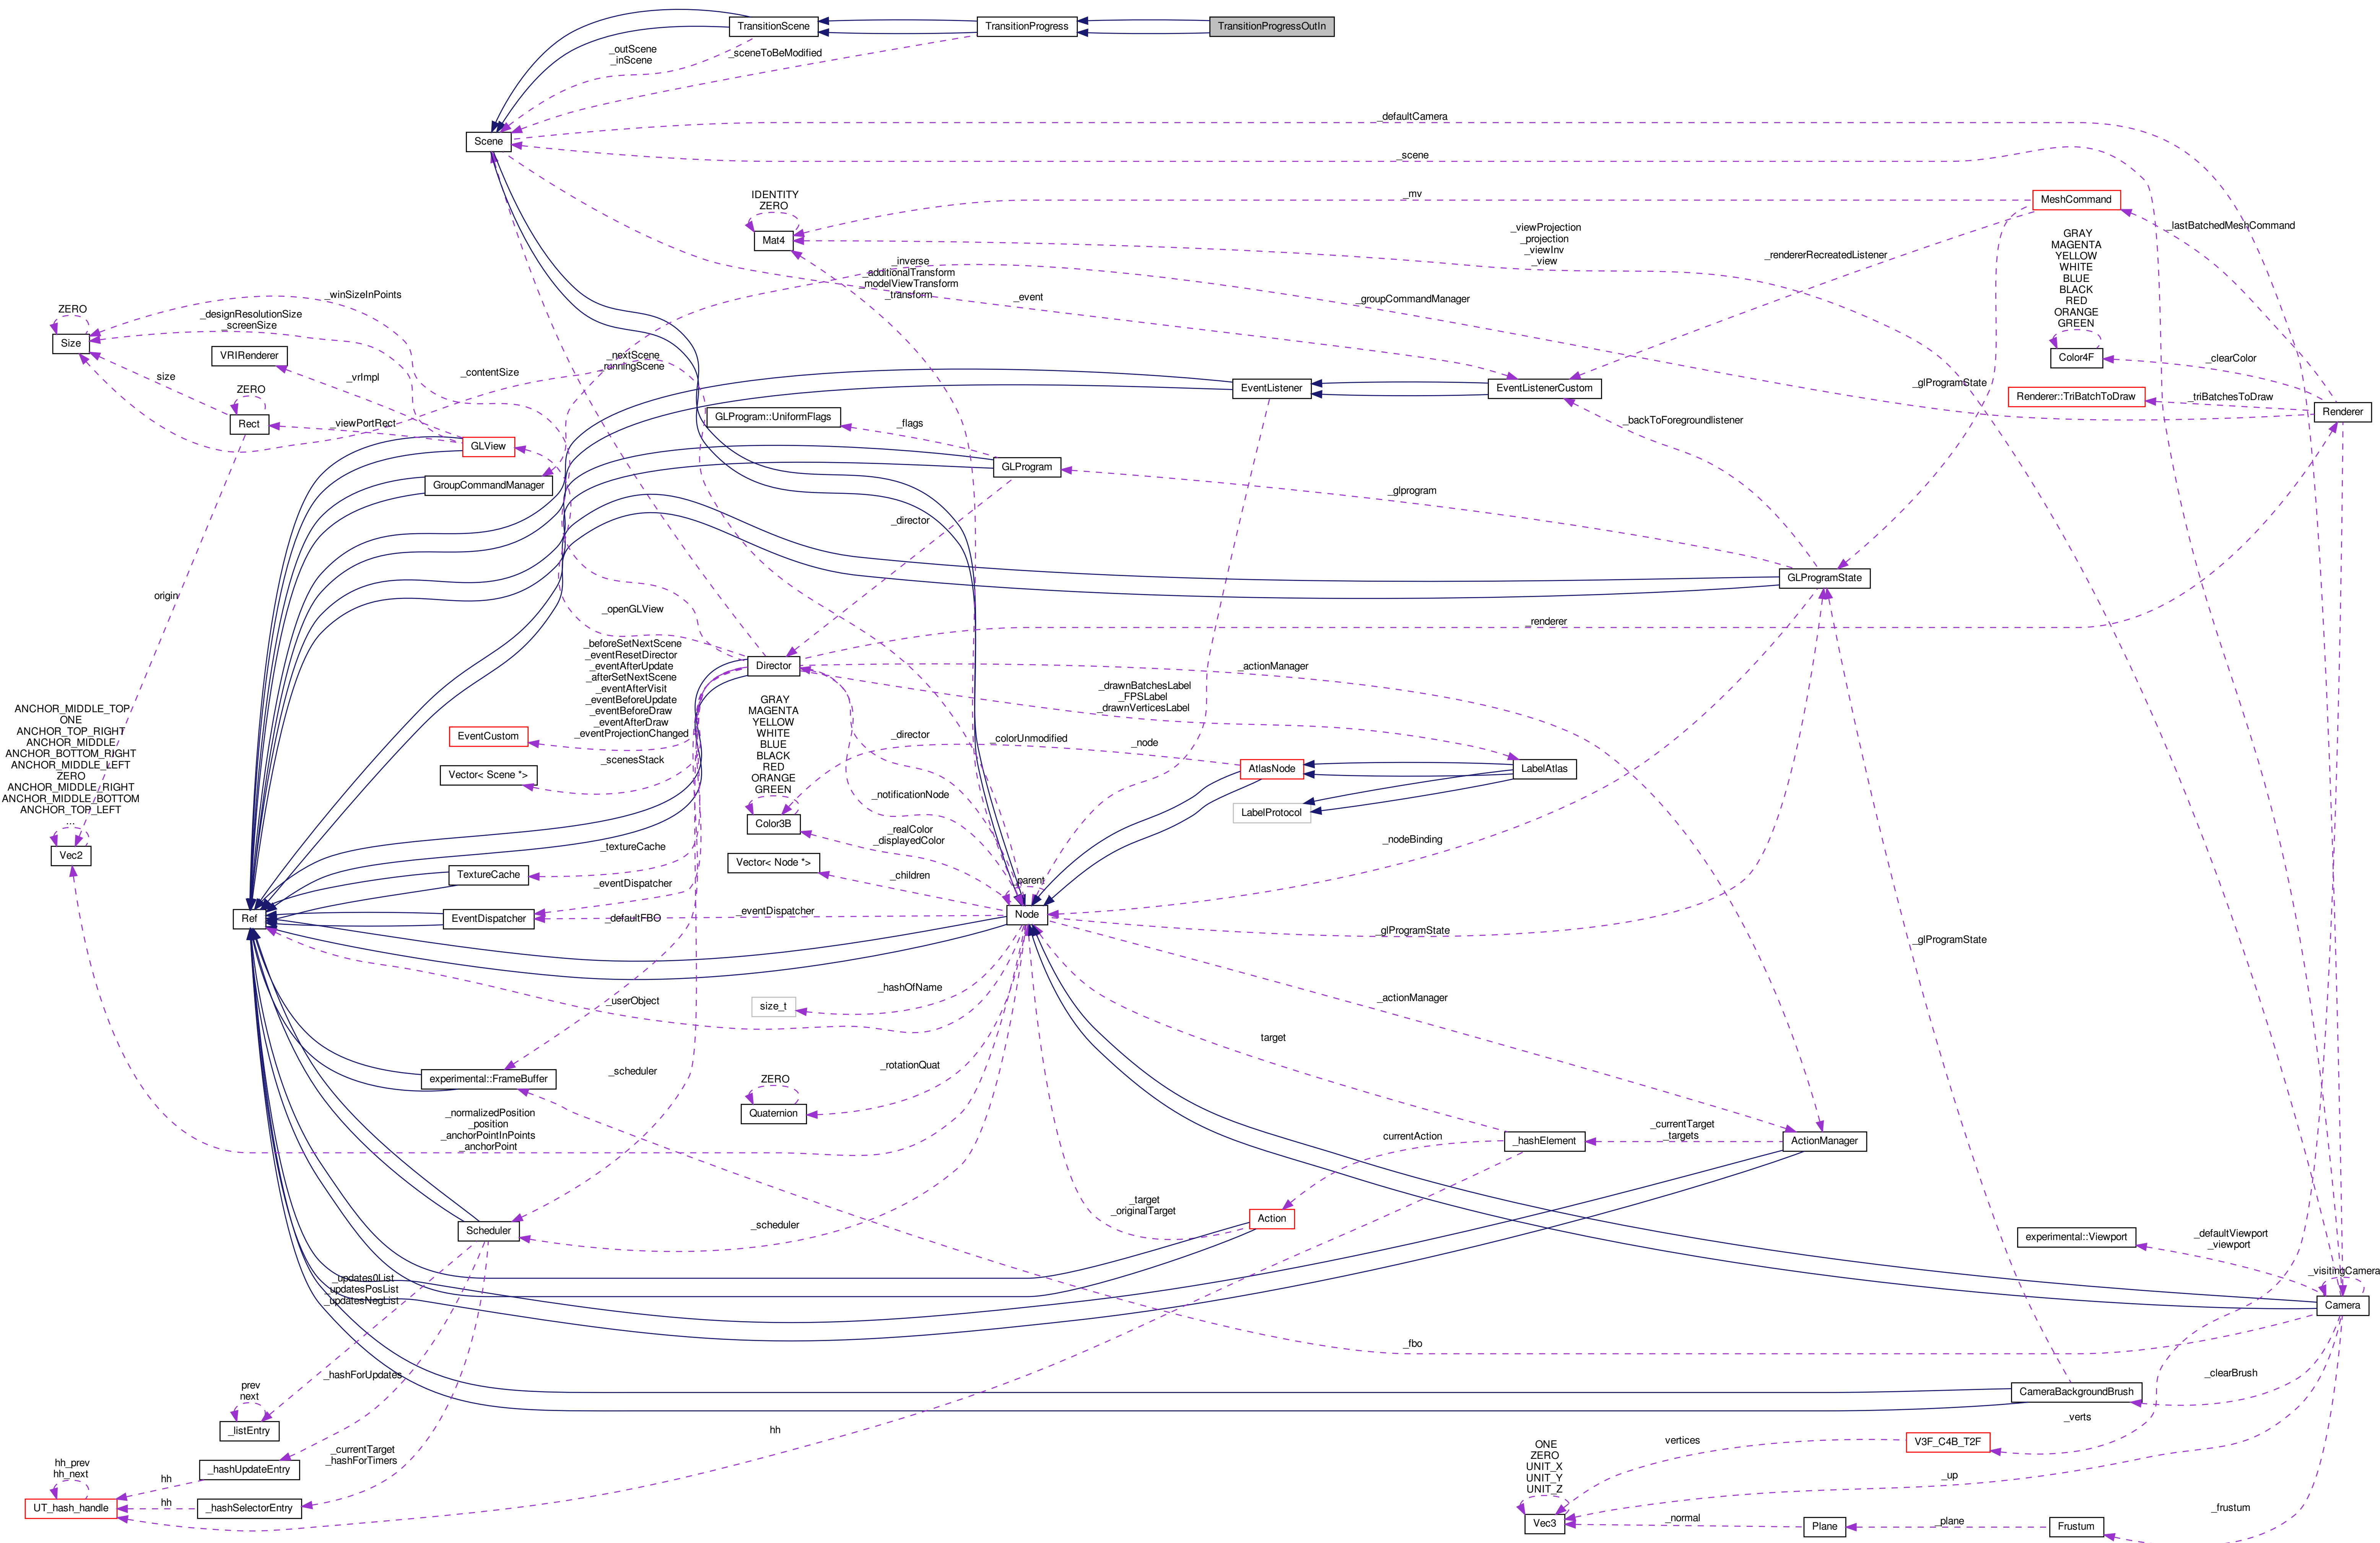 TransitionScene
TransitionProgress
TransitionProgressOutIn
_outScene
_inScene
_sceneToBeModified
_defaultCamera
Scene
_scene
IDENTITY
ZERO
_mv
MeshCommand
Mat4
_viewProjection
_projection
_viewInv
_view
_rendererRecreatedListener
_lastBatchedMeshCommand
GRAY
MAGENTA
YELLOW
WHITE
BLUE
BLACK
RED
ORANGE
GREEN
_inverse
_additionalTransform
_modelViewTransform
_transform
_event
_groupCommandManager
_winSizeInPoints
ZERO
_designResolutionSize
_screenSize
Size
VRIRenderer
_nextScene
_runningScene
Color4F
_clearColor
size
ZERO
_vrImpl
_contentSize
EventListener
EventListenerCustom
_glProgramState
Renderer::TriBatchToDraw
_triBatchesToDraw
Renderer
Rect
_viewPortRect
GLProgram::UniformFlags
_flags
_backToForegroundlistener
GLView
GLProgram
GroupCommandManager
_glprogram
_director
GLProgramState
origin
_openGLView
_renderer
_beforeSetNextScene
_eventResetDirector
_eventAfterUpdate
_afterSetNextScene
_eventAfterVisit
_eventBeforeUpdate
_eventBeforeDraw
_eventAfterDraw
_eventProjectionChanged
Director
_actionManager
_drawnBatchesLabel
_FPSLabel
_drawnVerticesLabel
ANCHOR_MIDDLE_TOP
ONE
ANCHOR_TOP_RIGHT
ANCHOR_MIDDLE
ANCHOR_BOTTOM_RIGHT
ANCHOR_MIDDLE_LEFT
ZERO
ANCHOR_MIDDLE_RIGHT
ANCHOR_MIDDLE_BOTTOM
ANCHOR_TOP_LEFT
...
GRAY
MAGENTA
YELLOW
WHITE
BLUE
BLACK
RED
ORANGE
GREEN
EventCustom
_director
_colorUnmodified
_node
_scenesStack
Vector< Scene *>
AtlasNode
LabelAtlas
_notificationNode
LabelProtocol
Color3B
_realColor
_displayedColor
_nodeBinding
Vec2
_textureCache
Vector< Node *>
TextureCache
_children
_parent
_eventDispatcher
Ref
EventDispatcher
_defaultFBO
_eventDispatcher
Node
_glProgramState
_glProgramState
_userObject
size_t
_hashOfName
_actionManager
target
experimental::FrameBuffer
_scheduler
ZERO
_rotationQuat
_normalizedPosition
_position
_anchorPointInPoints
_anchorPoint
Quaternion
currentAction
_hashElement
_currentTarget
_targets
ActionManager
_target
_originalTarget
Action
Scheduler
_scheduler
experimental::Viewport
_defaultViewport
_viewport
_visitingCamera
_updates0List
_updatesPosList
_updatesNegList
Camera
_fbo
_hashForUpdates
_clearBrush
prev
next
CameraBackgroundBrush
_listEntry
hh
_verts
vertices
V3F_C4B_T2F
_currentTarget
_hashForTimers
ONE
ZERO
UNIT_X
UNIT_Y
UNIT_Z
hh_prev
hh_next
_hashUpdateEntry
hh
_up
UT_hash_handle
hh
_hashSelectorEntry
_frustum
Vec3
_normal
Plane
_plane
Frustum